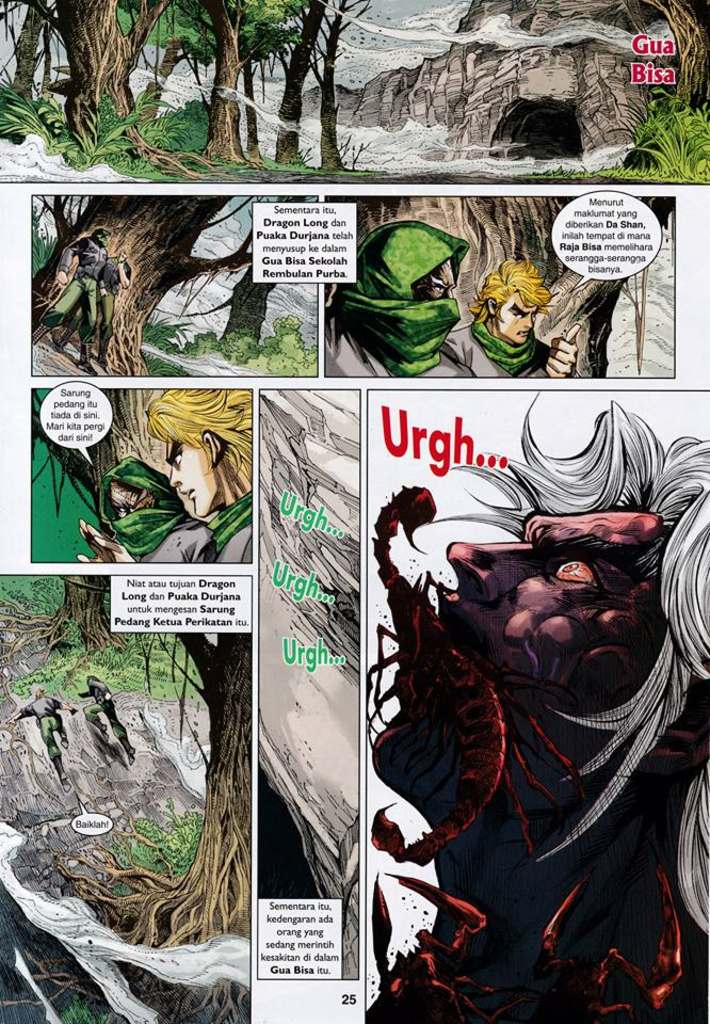 Gua
Bisa
Sementara itu,
Dragon Long dan
Puaka Durjana telah
menyusup ke dalam
Gua Bisa Sekolah
Rembulan Purba.
Menurut
maklumat yang
diberikan Da Shan,
inilah tempat di mana
Raja Bisa memelihara
serangga-serangga
bisanya.
Sarung
pedang itu
tiada di sini.
Mari kita pergi
dari sini!
Niat atau tujuan Dragon
Long dan Puaka Durjana
untuk mengesan Sarung
Pedang Ketua Perikatan itu.
Baiklah!
Urgh...
Urgh...
Urgh...
Sementara itu,
kedengaran ada
orang yang
sedang merintih
kesakitan di dalam
Gua Bisa itu.
Urgh...
25